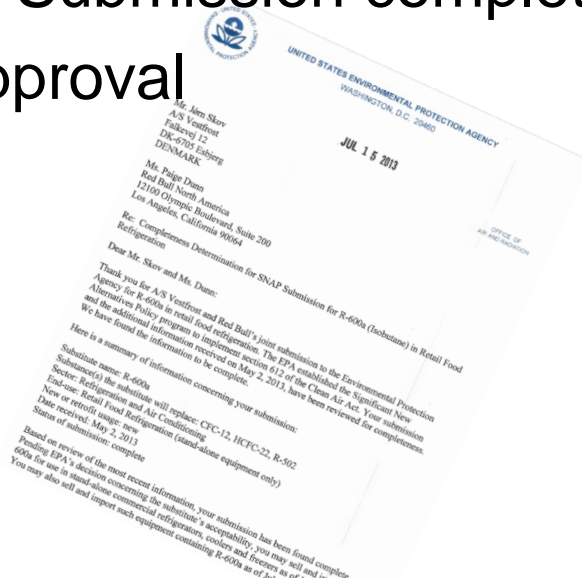 Submission complet
pproval
UNITED STATES ENVIRONMENTAL PROTECTION AGENCY
WASHINGTON, D.C. 20460
JUL 15 2013
OFFICE OF
AIR AND RADIATION
Mr. Jörn Skov
A/S Vestfrost
Falkevej 12
DK-6705 Esbjerg
DENMARK
Ms. Paige Dunn
Red Bull North America
12100 Olympic Boulevard, Suite 200
Los Angeles, California 90064
Re: Completeness Determination for SNAP Submission for R-600a (Isobutane) in Retail Food
Refrigeration
Dear Mr. Skov and Ms. Dunn:
Thank you for A/S Vestfrost and Red Bull's joint submission to the Environmental Protection
Agency for R-600a in retail food refrigeration. The EPA established the Significant New
Alternatives Policy program to implement section 612 of the Clean Air Act. Your submission
and the additional information received on May 2, 2013, have been reviewed for completeness.
We have found the information to be complete.
Here is a summary of information concerning your submission:
Substitute name: R-600a
Substance(s) the substitute will replace: CFC-12, HCFC-22, R-502
Sector: Refrigeration and Air Conditioning
End-use: Retail Food Refrigeration (stand-alone equipment only)
New or retrofit usage: new
Date received: May 2, 2013
Status of submission: complete
Based on review of the most recent information, your submission has been found complete
Pending EPA's decision concerning the substitute's acceptability, you may sell and i
600a for use in stand-alone commercial refrigerators, coolers and freezers as of
You may also sell and import such equipment containing R-600a as of Jul